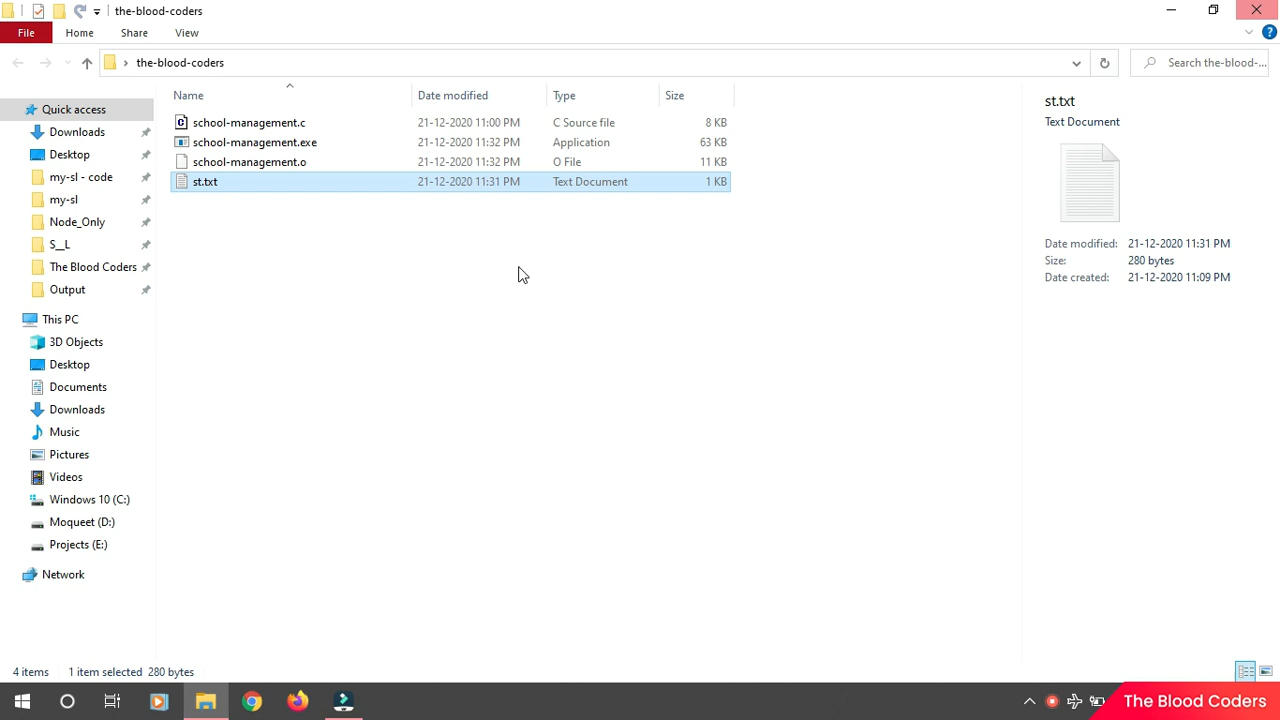 the-blood-coders
File Home Share View
the-blood-coders
Search the-blood-...
Name Date modified Type Size
school-management.c 21-12-2020 11:00 PM C Source file 8 KB
school-management.exe 21-12-2020 11:32 PM Application 63 KB
school-management.o 21-12-2020 11:32 PM O File 11 KB
st.txt 21-12-2020 11:31 PM Text Document 1 KB
Quick access
Downloads
Desktop
my-sl - code
my-sl
Node_Only
S__L
The Blood Coders
Output
This PC
3D Objects
Desktop
Documents
Downloads
Music
Pictures
Videos
Windows 10 (C:)
Moqueet (D:)
Projects (E:)
Network
st.txt
Text Document
Date modified: 21-12-2020 11:31 PM
Size: 280 bytes
Date created: 21-12-2020 11:09 PM
4 items 1 item selected 280 bytes
The Blood Coders